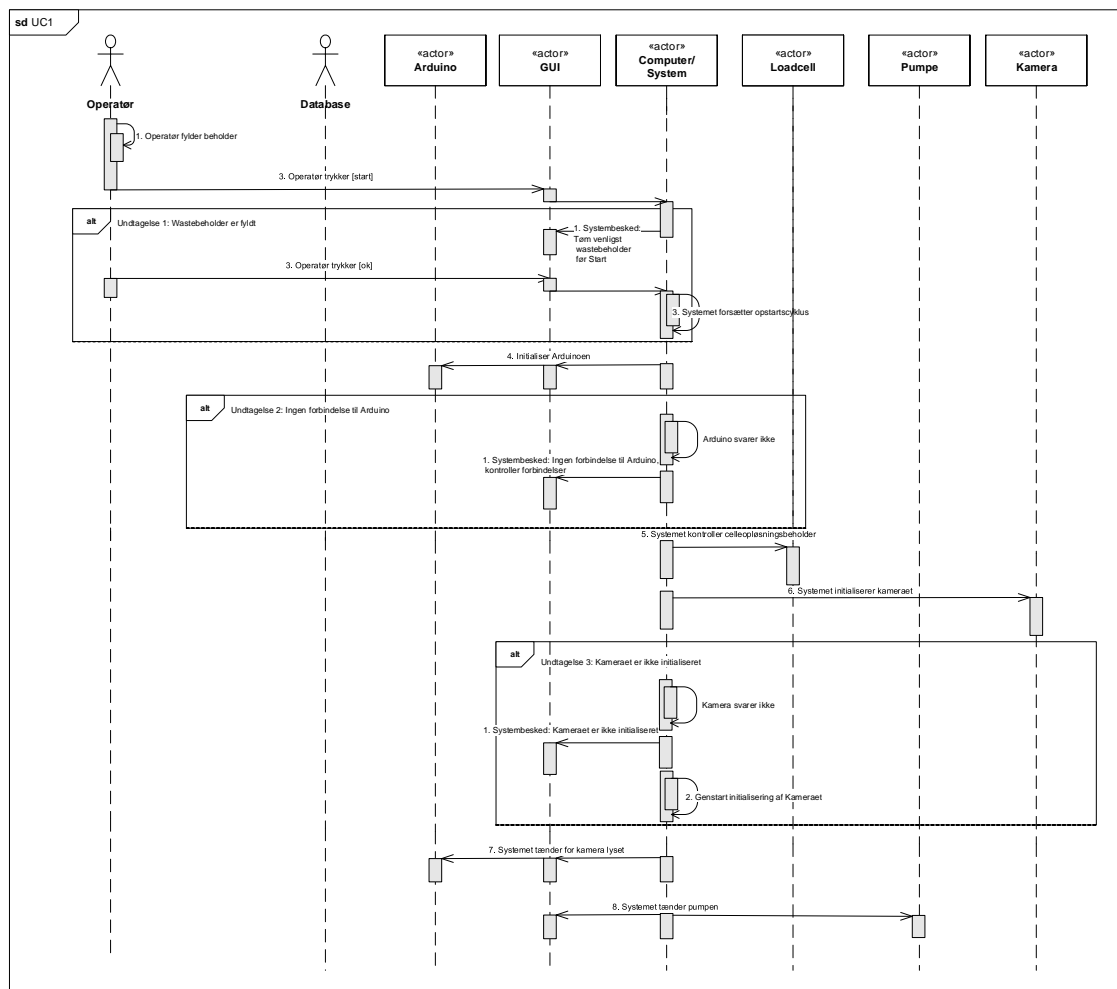 sd UC1
Operatør
Database
«actor»
Arduino
«actor»
GUI
«actor»
Computer/
System
«actor»
Loadcell
«actor»
Pumpe
«actor»
Kamera
1. Operatør fylder beholder
3. Operatør trykker [start]
alt
Undtagelse 1: Wastebeholder er fyldt
1. Systembesked:
Tøm venligst
wastebeholder
før Start
3. Operatør trykker [ok]
3. Systemet forsætter opstartscyklus
4. Initialiser Arduinoen
alt
Undtagelse 2: Ingen forbindelse til Arduino
Arduino svarer ikke
1. Systembesked: Ingen forbindelse til Arduino,
kontroller forbindelser
5. Systemet kontroller celleopløsningsbeholder
6. Systemet initialiserer kameraet
alt
Undtagelse 3: Kameraet er ikke initialiseret
Kamera svarer ikke
1. Systembesked: Kameraet er ikke initialiseret
2. Genstart initialisering af Kameraet
7. Systemet tænder for kamera lyset
8. Systemet tænder pumpen